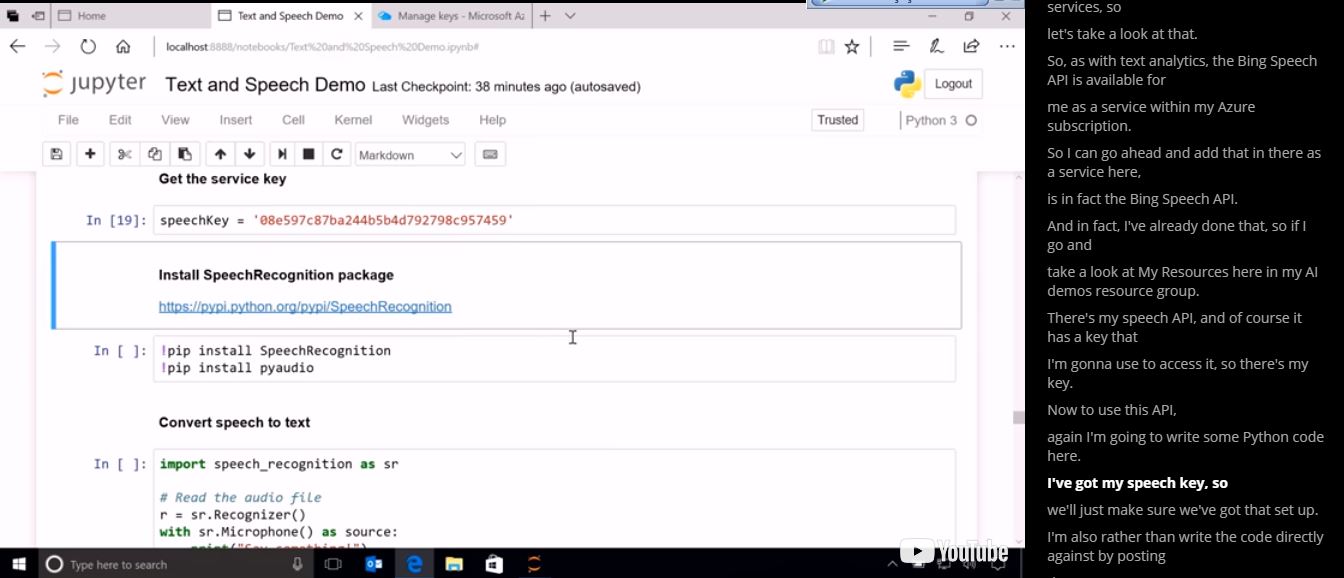 Home
Text and Speech Demo
Manage keys - Microsoft Az
localhost:8888/notebooks/Text%20and%20Speech%20Demo.ipynb#
jupyter Text and Speech Demo Last Checkpoint: 38 minutes ago (autosaved)
Logout
File Edit View Insert Cell Kernel Widgets Help
Trusted
Python 3
Markdown
Get the service key
In [19]: speechKey = '08e597c87ba244b5b4d792798c957459'
Install SpeechRecognition package
https://pypi.python.org/pypi/SpeechRecognition
In [ ]: !pip install SpeechRecognition
!pip install pyaudio
Convert speech to text
In [ ]: import speech_recognition as sr
# Read the audio file
r = sr.Recognizer()
with sr.Microphone() as source:
print("Say something!")
Type here to search
YouTube
services, so
let's take a look at that.
So, as with text analytics, the Bing Speech
API is available for
me as a service within my Azure
subscription.
So I can go ahead and add that in there as
a service here,
is in fact the Bing Speech API.
And in fact, I've already done that, so if I
go and
take a look at My Resources here in my AI
demos resource group.
There's my speech API, and of course it
has a key that
I'm gonna use to access it, so there's my
key.
Now to use this API,
again I'm going to write some Python code
here.
I've got my speech key, so
we'll just make sure we've got that set up.
I'm also rather than write the code directly
against by posting